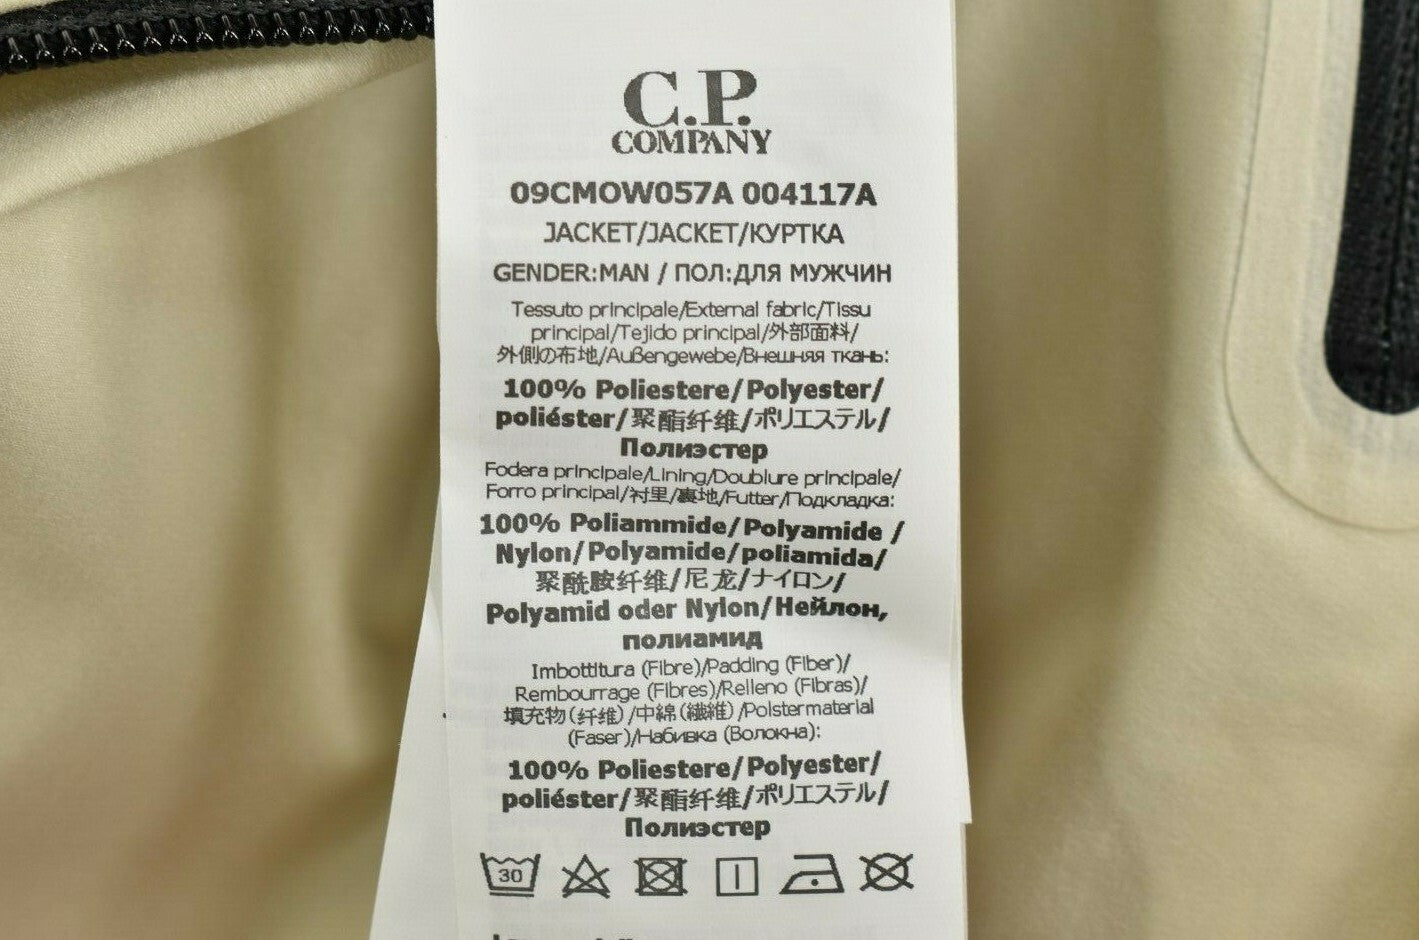 C.P.
COMPANY
09CMOW057A 004117A
JACKET/JACKET/КУРТКА
GENDER:MAN / ПОЛ:ДЛЯ МУЖЧИН
Tessuto principale/External fabric/Tissu
principal/Tejido principal/外部面料/
外側の布地/Außengewebe/Внешняя ткань:
100% Poliestere/Polyester/
poliéster/聚酯纤维/ポリエステル/
Полиэстер
Fodera principale/Lining/Doublure principale/
Forro principal/衬里/裏地/Futter/Подкладка:
100% Poliammide/Polyamide /
Nylon/Polyamide/poliamida/
聚酰胺纤维/尼龙/ナイロン/
Polyamid oder Nylon/Нейлон,
полиамид
Imbottitura (Fibre)/Padding (Fiber)/
Rembourrage (Fibres)/Relleno (Fibras)/
填充物(纤维)/中綿(繊維)/Polstermaterial
(Faser)/Набивка (Волокна):
100% Poliestere/Polyester/
poliéster/聚酯纤维/ポリエステル/
Полиэстер
30